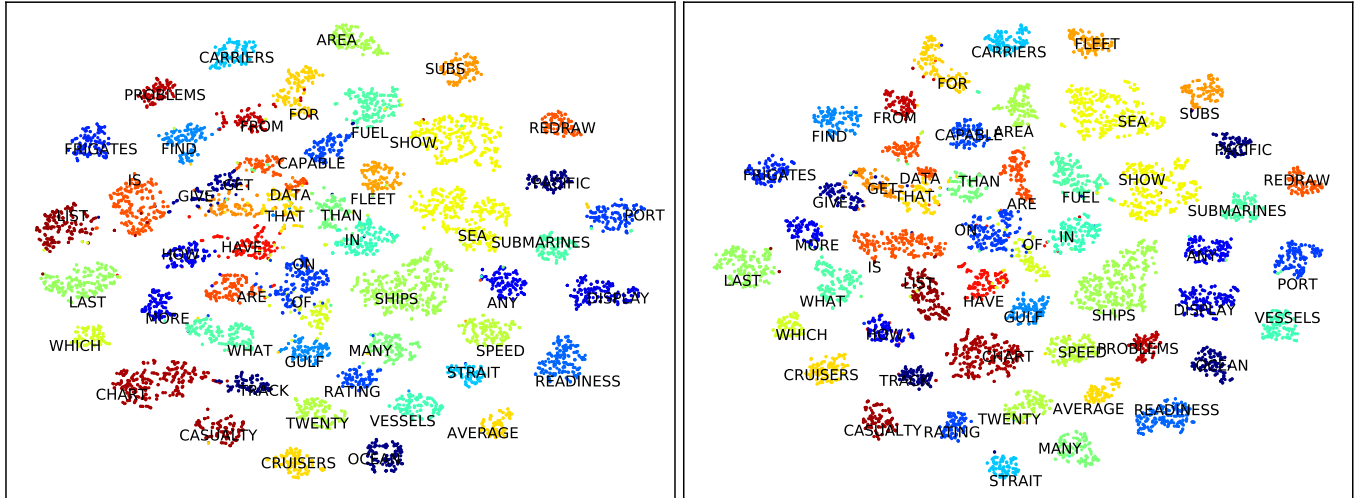 AREA
CARRIERS
SUBS
PROBLEMS
FOR
FROM
FUEL
REDRAW
SHOW
FRIGATES
FIND
CAPABLE
IS
GET
PACIFIC
GIVE
DATA
FLEET
LIST
THAT
THAN
PORT
IN
SEA
SUBMARINES
HOW
HAVE
ON
LAST
ARE
OF
SHIPS
ANY
DISPLAY
MORE
WHICH
WHAT
GULF
MANY
SPEED
STRAIT
READINESS
CHART
TRACK
RATING
CASUALTY
TWENTY
VESSELS
AVERAGE
CRUISERS
OCEAN
CARRIERS
FLEET
FOR
SUBS
FROM
SEA
FIND
CAPABLE
AREA
PACIFIC
FRIGATES
DATA
THAN
SHOW
REDRAW
GET
THAT
GIVE
ARE
FUEL
SUBMARINES
MORE
ON
OF
IN
IS
ANY
LAST
LIST
PORT
WHAT
HAVE
GULF
SHIPS
DISPLAY
VESSELS
WHICH
HOW
CHART
SPEED
PROBLEMS
CRUISERS
TRACK
OCEAN
AVERAGE
READINESS
TWENTY
CASUALTY
RATING
MANY
STRAIT